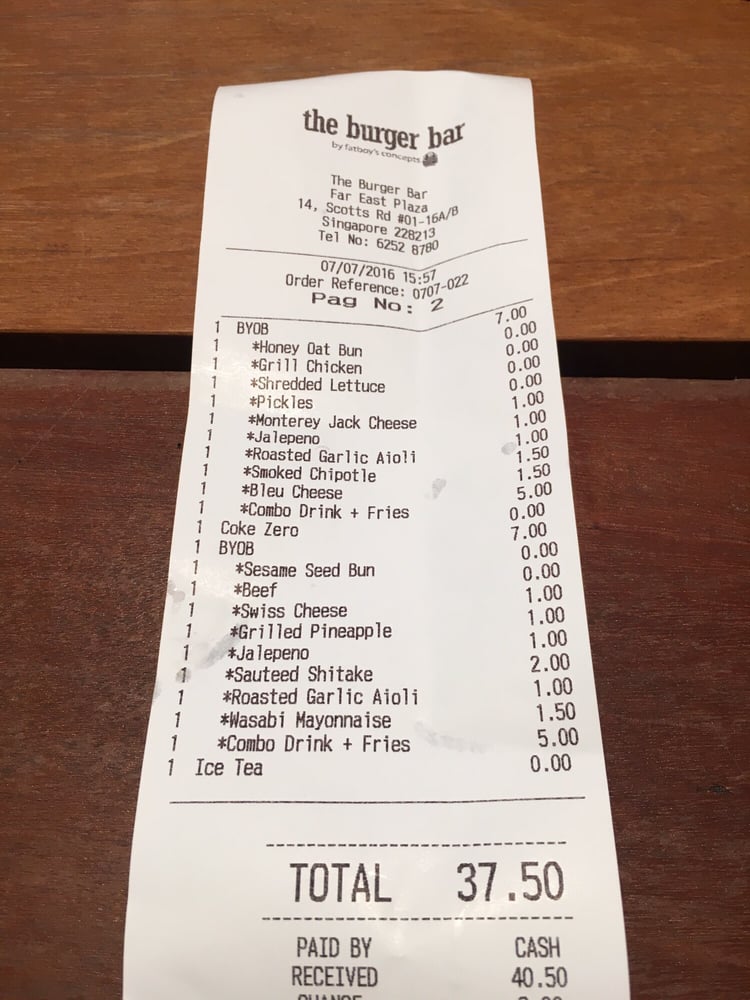 the burger bar
by fatboy's concepts
The Burger Bar
Far East Plaza
14, Scotts Rd #01-16A/B
Singapore 228213
Tel No: 6252 8780
07/07/2016 15:57
Order Reference: 0707-022
Pag No: 2
1 BYOB 7.00
1 *Honey Oat Bun 0.00
1 *Grill Chicken 0.00
1 *Shredded Lettuce 0.00
1 *Pickles 0.00
1 *Monterey Jack Cheese 1.00
1 *Jalepeno 1.00
1 *Roasted Garlic Aioli 1.00
1 *Smoked Chipotle 1.50
1 *Bleu Cheese 1.50
1 *Combo Drink + Fries 5.00
1 Coke Zero 0.00
1 BYOB 7.00
1 *Sesame Seed Bun 0.00
1 *Beef 0.00
1 *Swiss Cheese 1.00
1 *Grilled Pineapple 1.00
1 *Jalepeno 1.00
1 *Sauteed Shitake 2.00
1 *Roasted Garlic Aioli 1.00
1 *Wasabi Mayonnaise 1.50
1 *Combo Drink + Fries 5.00
1 Ice Tea 0.00
TOTAL 37.50
PAID BY CASH
RECEIVED 40.50
CHANGE